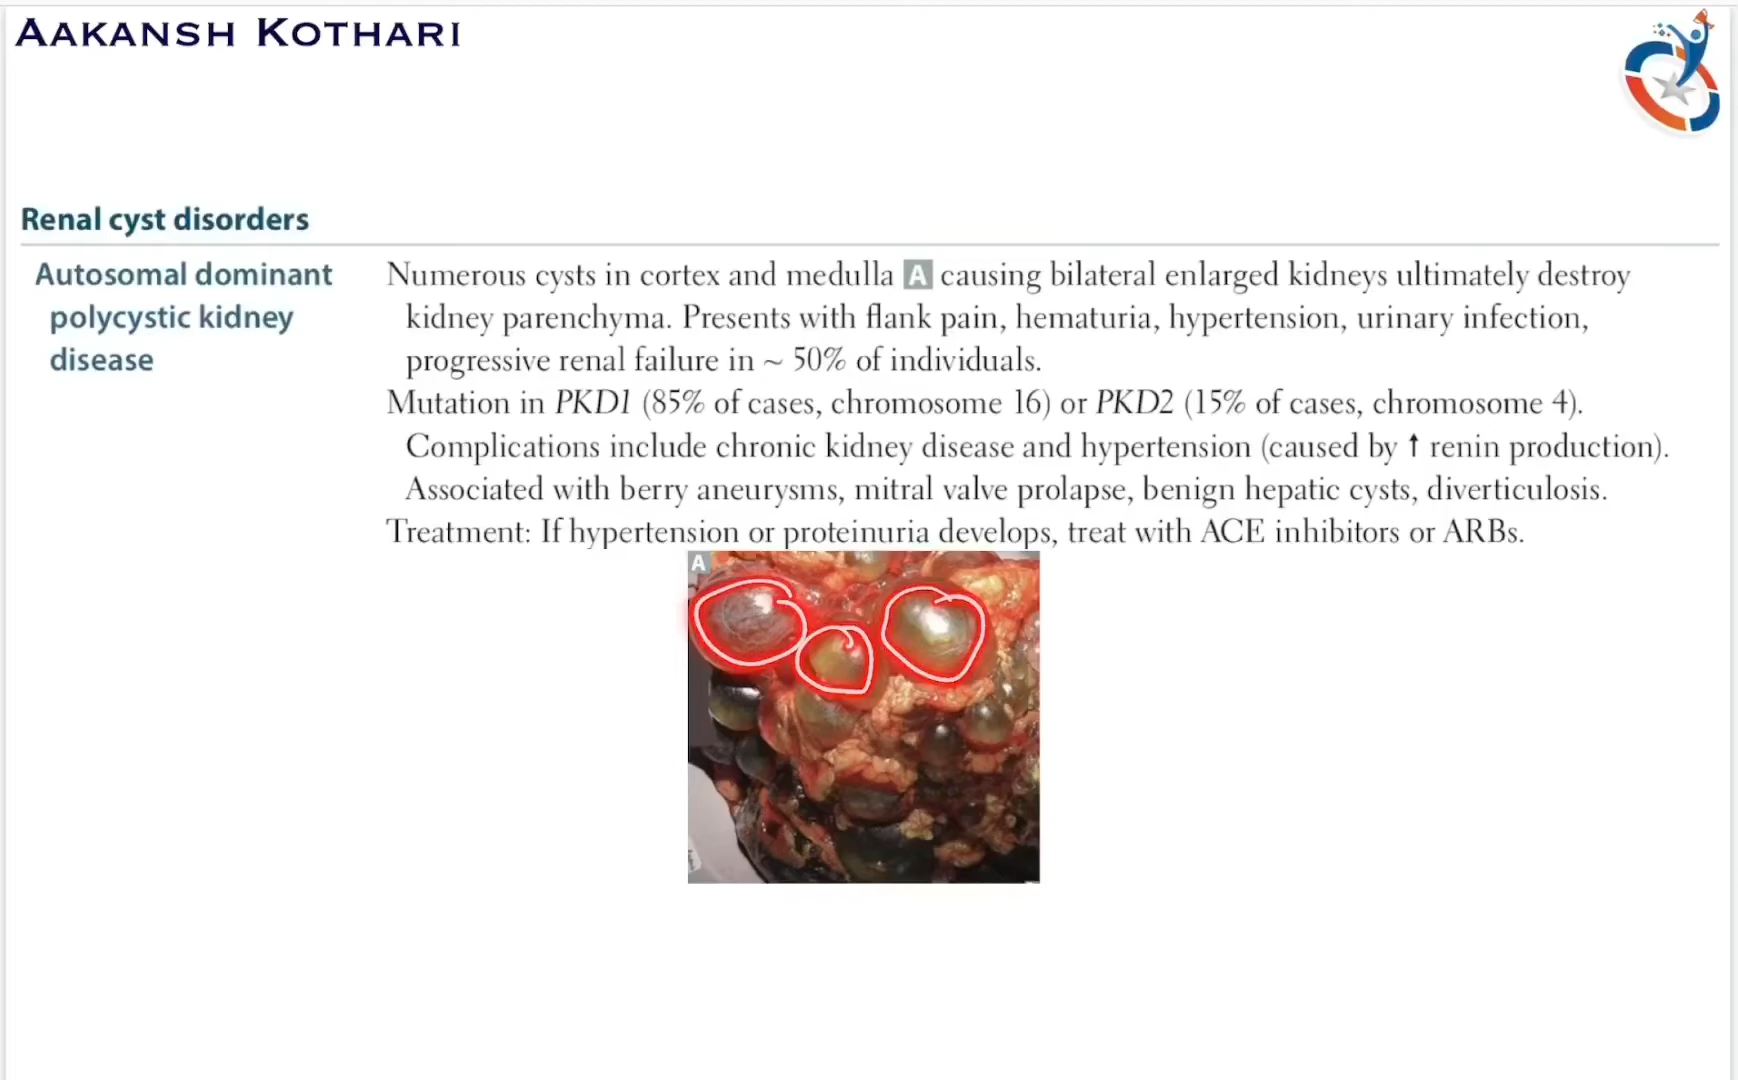 AAKANSH KOTHARI
Renal cyst disorders
Autosomal dominant
polycystic kidney
disease
Numerous cysts in cortex and medulla A causing bilateral enlarged kidneys ultimately destroy
kidney parenchyma. Presents with flank pain, hematuria, hypertension, urinary infection,
progressive renal failure in ~ 50% of individuals.
Mutation in PKD1 (85% of cases, chromosome 16) or PKD2 (15% of cases, chromosome 4).
Complications include chronic kidney disease and hypertension (caused by ↑ renin production).
Associated with berry aneurysms, mitral valve prolapse, benign hepatic cysts, diverticulosis.
Treatment: If hypertension or proteinuria develops, treat with ACE inhibitors or ARBs.
A